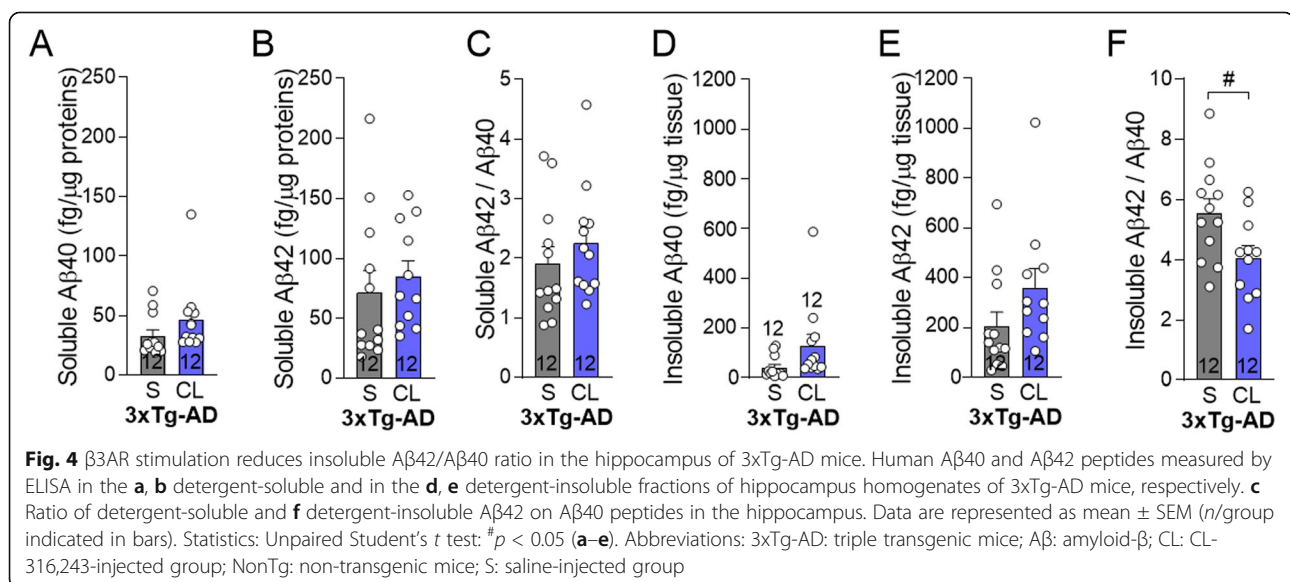 A
Soluble Aβ40 (fg/μg proteins)
250
200
150
100
50
0
12
12
S
CL
3xTg-AD
B
Soluble Aβ42 (fg/μg proteins)
250
200
150
100
50
0
12
12
S
CL
3xTg-AD
C
Soluble Aβ42 / Aβ40
5
4
3
2
1
0
12
12
S
CL
3xTg-AD
D
Insoluble Aβ40 (fg/μg tissue)
1200
1000
800
600
400
200
0
12
12
S
CL
3xTg-AD
E
Insoluble Aβ42 (fg/μg tissue)
1200
1000
800
600
400
200
0
12
12
S
CL
3xTg-AD
F
Insoluble Aβ42 / Aβ40
10
8
6
4
2
0
#
12
12
S
CL
3xTg-AD
Fig. 4 β3AR stimulation reduces insoluble Aβ42/Aβ40 ratio in the hippocampus of 3xTg-AD mice. Human Aβ40 and Aβ42 peptides measured by
ELISA in the a, b detergent-soluble and in the d, e detergent-insoluble fractions of hippocampus homogenates of 3xTg-AD mice, respectively. c
Ratio of detergent-soluble and f detergent-insoluble Aβ42 on Aβ40 peptides in the hippocampus. Data are represented as mean ± SEM (n/group
indicated in bars). Statistics: Unpaired Student's t test: #p < 0.05 (a–e). Abbreviations: 3xTg-AD: triple transgenic mice; Aβ: amyloid-β; CL: CL-
316,243-injected group; NonTg: non-transgenic mice; S: saline-injected group